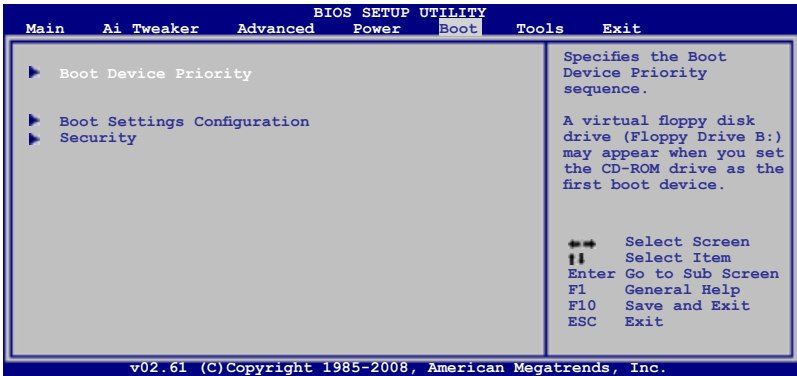 BIOS SETUP UTILITY
Main Ai Tweaker Advanced Power Boot Tools Exit
Boot Device Priority
Boot Settings Configuration
Security
Specifies the Boot
Device Priority
sequence.
A virtual floppy disk
drive (Floppy Drive B:)
may appear when you set
the CD-ROM drive as the
first boot device.
Select Screen
Select Item
Enter Go to Sub Screen
F1 General Help
F10 Save and Exit
ESC Exit
v02.61 (C)Copyright 1985-2008, American Megatrends, Inc.